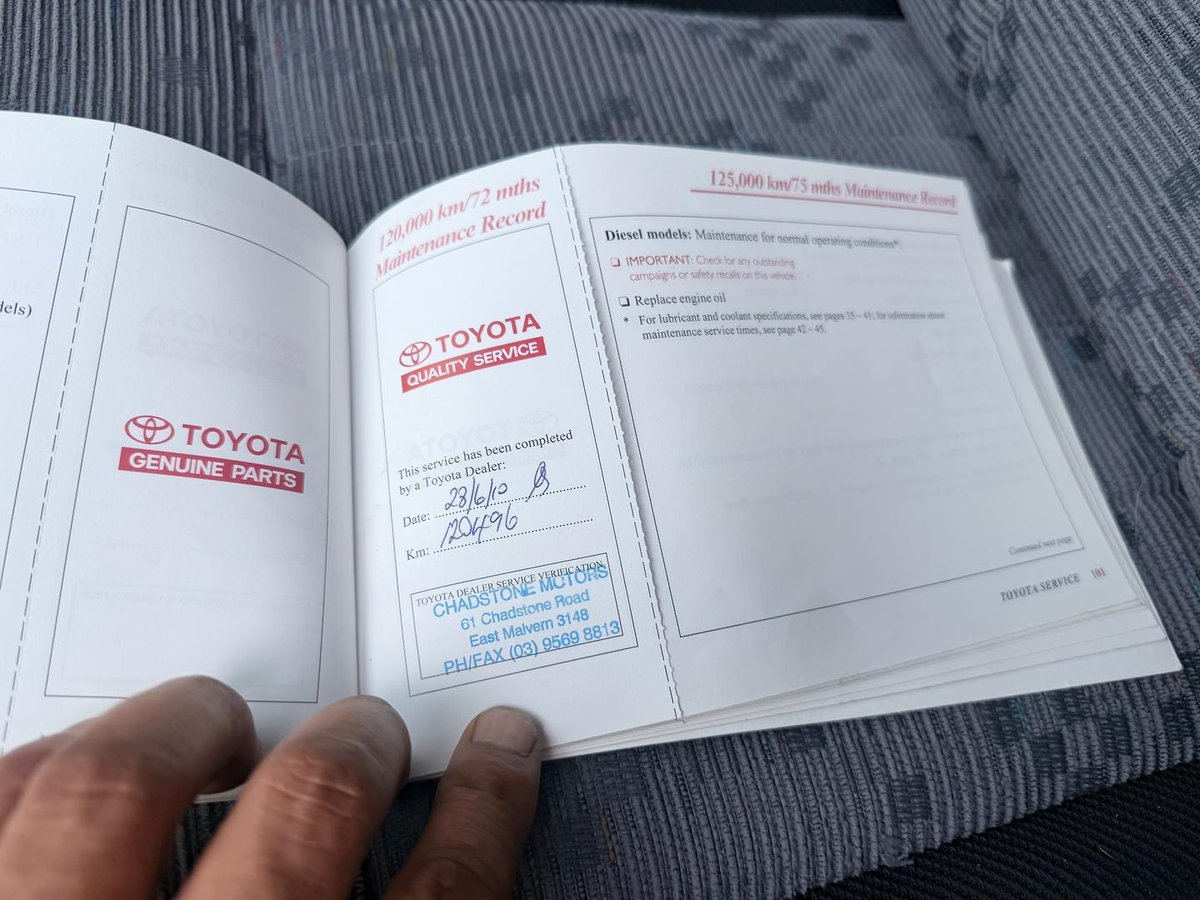 dels)
TOYOTA
GENUINE PARTS
120,000 km/72 mths
Maintenance Record
TOYOTA
QUALITY SERVICE
This service has been completed
by a Toyota Dealer:
Date: 28/6/10
Km: 120496
TOYOTA DEALER SERVICE VERIFICATION
CHADSTONE MOTORS
61 Chadstone Road
East Malvern 3148
PH/FAX (03) 9569 8813
125,000 km/75 mths Maintenance Record
Diesel models: Maintenance for normal operating conditions*:
❏ IMPORTANT: Check for any outstanding
campaigns or safety recalls on this vehicle.
❏ Replace engine oil
* For lubricant and coolant specifications, see pages 35 – 41; for information about
maintenance service times, see page 42 – 45.
Continued next page
TOYOTA SERVICE 101